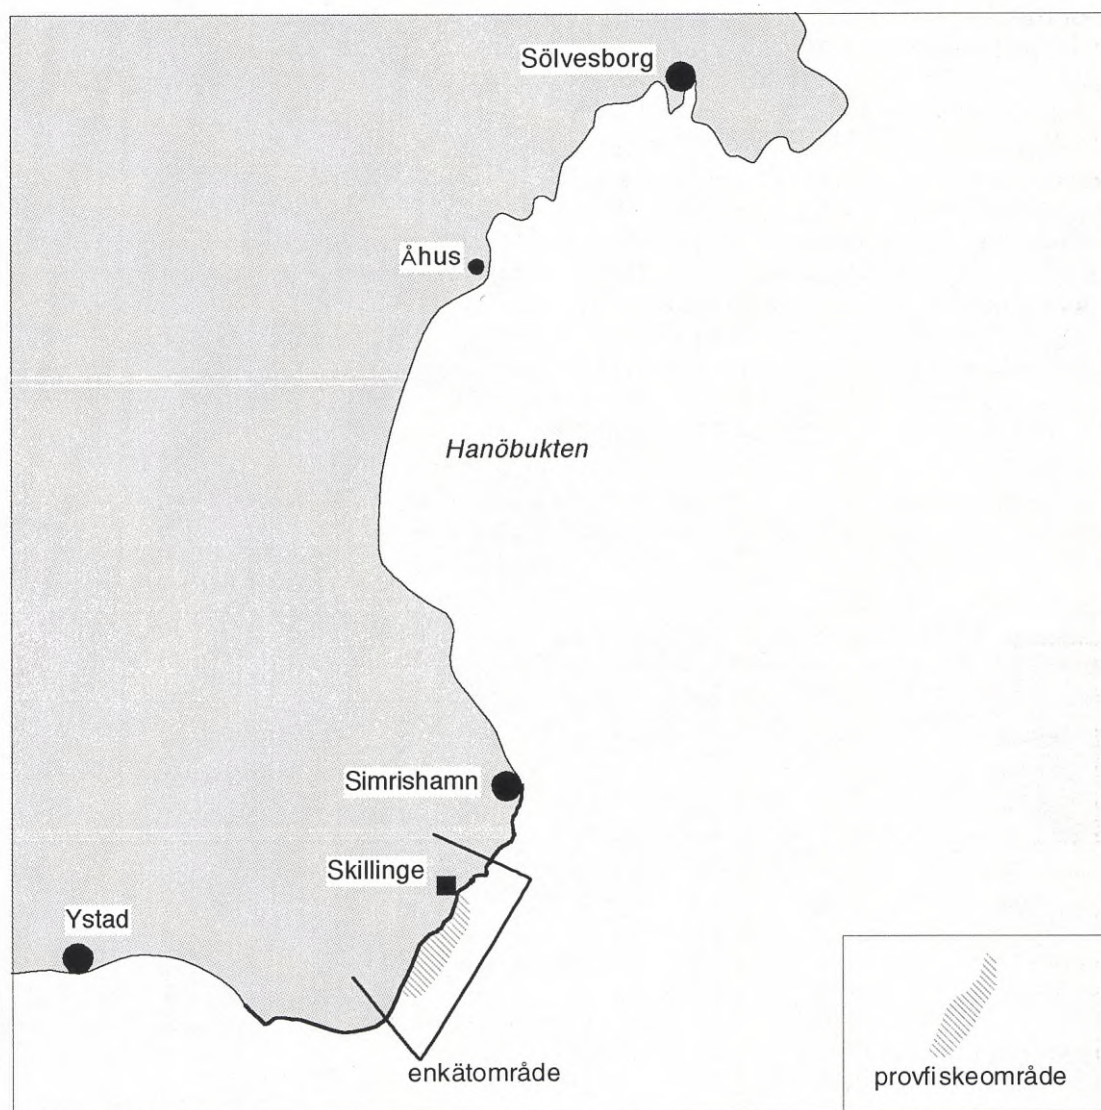 Sölvesborg
Åhus
Hanöbukten
Simrishamn
Skillinge
Ystad
enkätområde
provfiskeområde